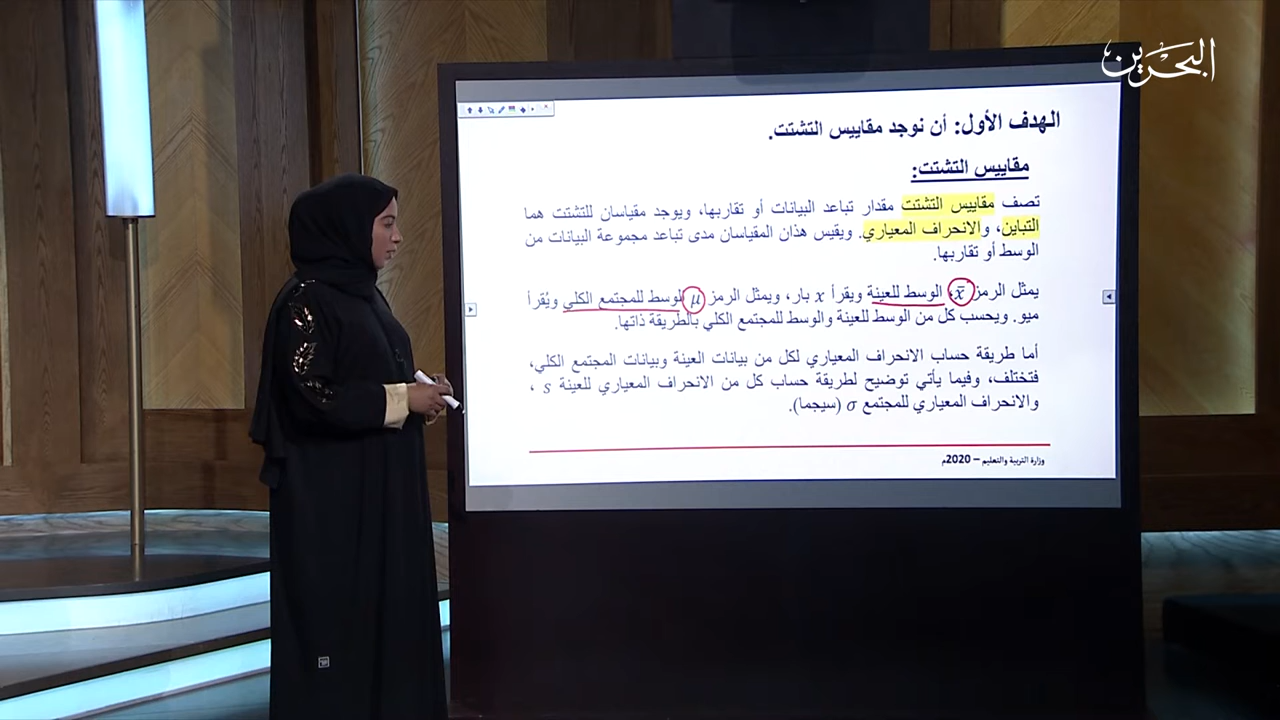 البحرين
الهدف الأول: أن نوجد مقاييس التشتت.
مقاييس التشتت:
تصف مقاييس التشتت مقدار تباعد البيانات أو تقاربها، ويوجد مقياسان للتشتت هما
التباين، والانحراف المعياري. ويقيس هذان المقياسان مدى تباعد مجموعة البيانات من
الوسط أو تقاربها.
يمثل الرمز x̄ الوسط للعينة ويقرأ x بار، ويمثل الرمز μ الوسط للمجتمع الكلي ويُقرأ
ميو. ويحسب كل من الوسط للعينة والوسط للمجتمع الكلي بالطريقة ذاتها.
أما طريقة حساب الانحراف المعياري لكل من بيانات العينة وبيانات المجتمع الكلي،
فتختلف، وفيما يأتي توضيح لطريقة حساب كل من الانحراف المعياري للعينة s ،
والانحراف المعياري للمجتمع σ (سيجما).
وزارة التربية والتعليم – 2020م